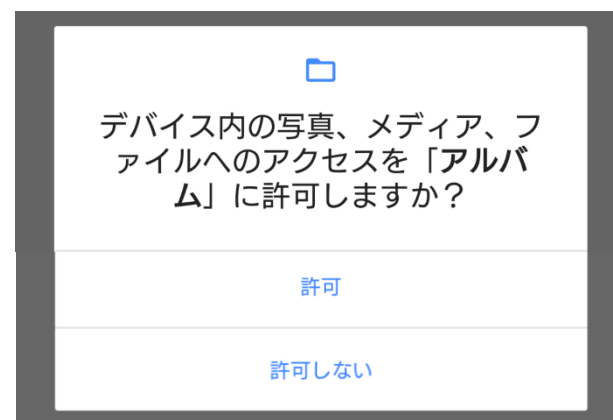 デバイス内の写真、メディア、フ
ァイルへのアクセスを「アルバ
ム」に許可しますか？
許可
許可しない